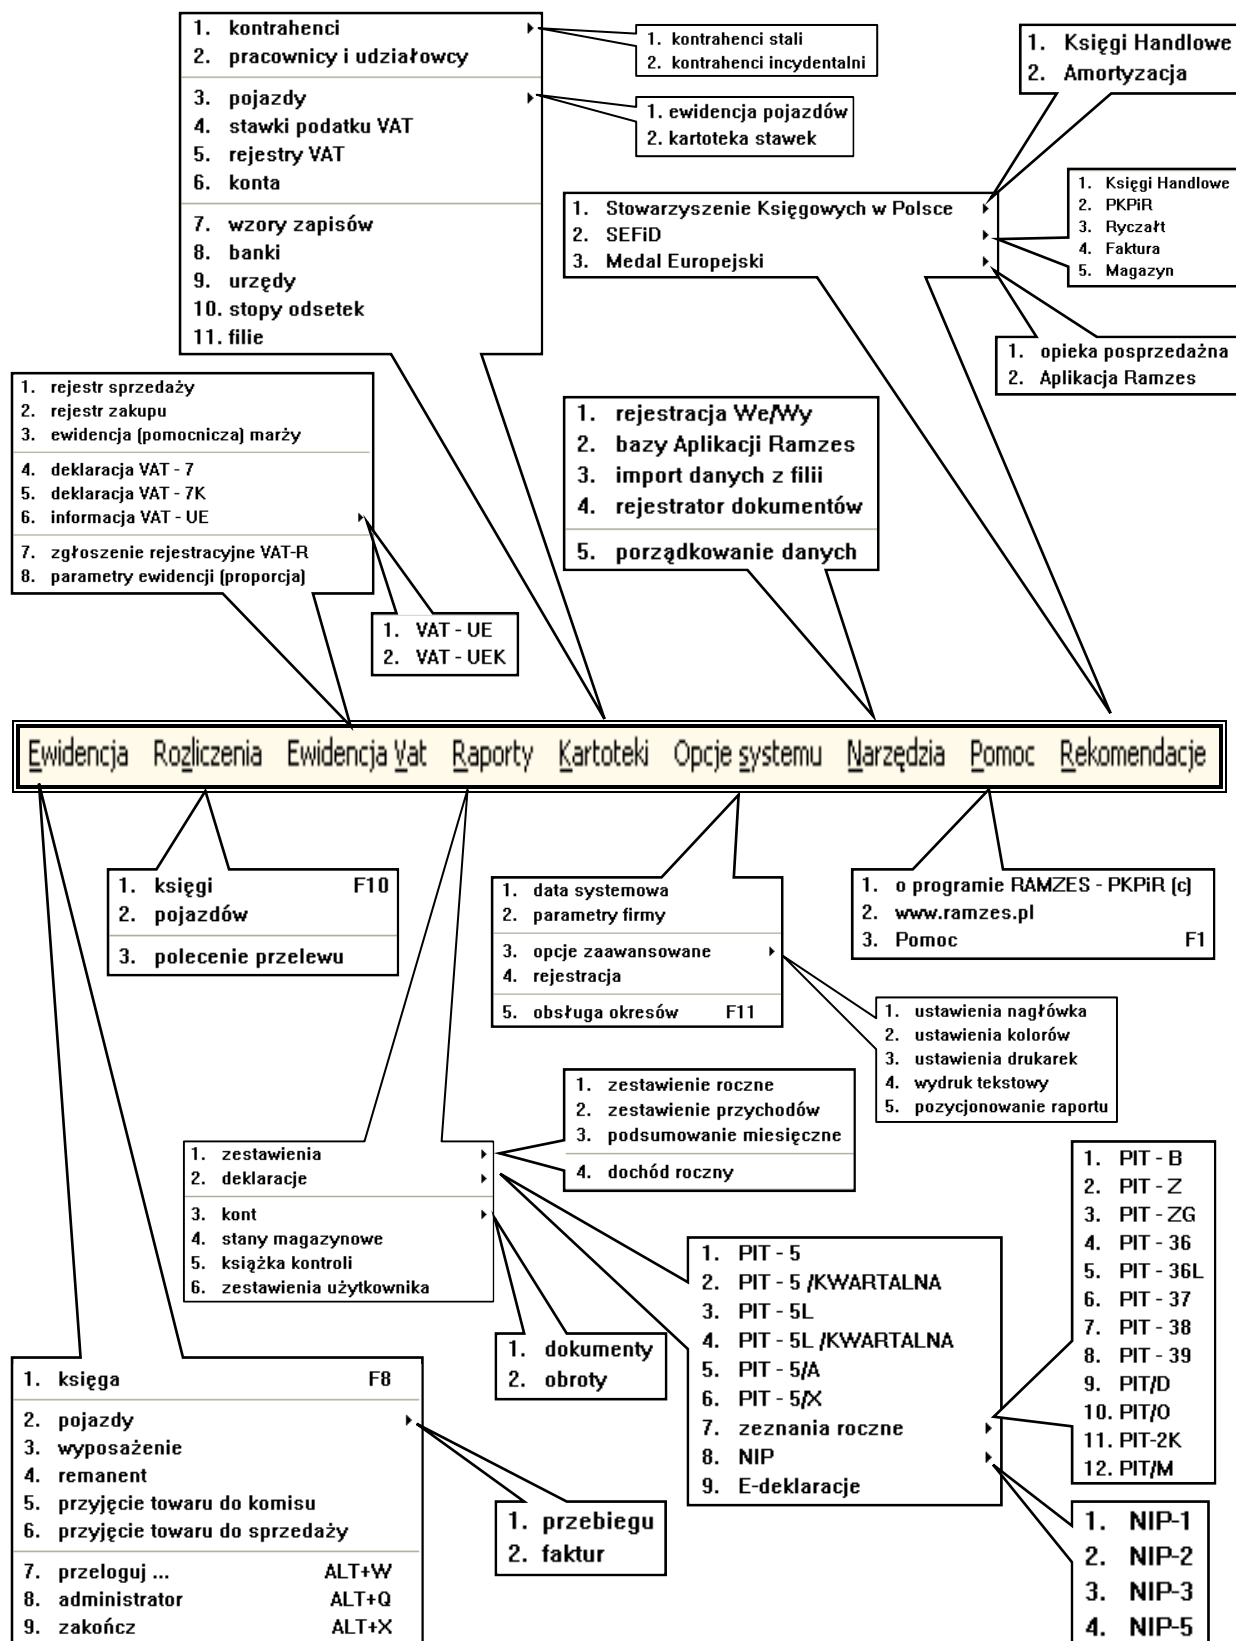 1. kontrahenci
2. pracownicy i udziałowcy
3. pojazdy
4. stawki podatku VAT
5. rejestry VAT
6. konta
7. wzory zapisów
8. banki
9. urzędy
10. stopy odsetek
11. filie
1. kontrahenci stali
2. kontrahenci incydentalni
1. ewidencja pojazdów
2. kartoteka stawek
1. Księgi Handlowe
2. Amortyzacja
1. Stowarzyszenie Księgowych w Polsce
2. SEFiD
3. Medal Europejski
1. Księgi Handlowe
2. PKPiR
3. Ryczałt
4. Faktura
5. Magazyn
1. opieka posprzedażna
2. Aplikacja Ramzes
1. rejestr sprzedaży
2. rejestr zakupu
3. ewidencja (pomocnicza) marży
4. deklaracja VAT - 7
5. deklaracja VAT - 7K
6. informacja VAT - UE
7. zgłoszenie rejestracyjne VAT-R
8. parametry ewidencji (proporcja)
1. VAT - UE
2. VAT - UEK
1. rejestracja We/Wy
2. bazy Aplikacji Ramzes
3. import danych z filii
4. rejestrator dokumentów
5. porządkowanie danych
Ewidencja Rozliczenia Ewidencja Vat Raporty Kartoteki Opcje systemu Narzędzia Pomoc Rekomendacje
1. księgi F10
2. pojazdów
3. polecenie przelewu
1. data systemowa
2. parametry firmy
3. opcje zaawansowane
4. rejestracja
5. obsługa okresów F11
1. o programie RAMZES - PKPiR (c)
2. www.ramzes.pl
3. Pomoc F1
1. ustawienia nagłówka
2. ustawienia kolorów
3. ustawienia drukarek
4. wydruk tekstowy
5. pozycjonowanie raportu
1. zestawienia
2. deklaracje
3. kont
4. stany magazynowe
5. książka kontroli
6. zestawienia użytkownika
1. zestawienie roczne
2. zestawienie przychodów
3. podsumowanie miesięczne
4. dochód roczny
1. dokumenty
2. obroty
1. PIT - 5
2. PIT - 5 /KWARTALNA
3. PIT - 5L
4. PIT - 5L /KWARTALNA
5. PIT - 5/A
6. PIT - 5/X
7. zeznania roczne
8. NIP
9. E-deklaracje
1. PIT - B
2. PIT - Z
3. PIT - ZG
4. PIT - 36
5. PIT - 36L
6. PIT - 37
7. PIT - 38
8. PIT - 39
9. PIT/D
10. PIT/O
11. PIT-2K
12. PIT/M
1. NIP-1
2. NIP-2
3. NIP-3
4. NIP-5
1. księga F8
2. pojazdy
3. wyposażenie
4. remanent
5. przyjęcie towaru do komisu
6. przyjęcie towaru do sprzedaży
7. przeloguj ... ALT+W
8. administrator ALT+Q
9. zakończ ALT+X
1. przebiegu
2. faktur